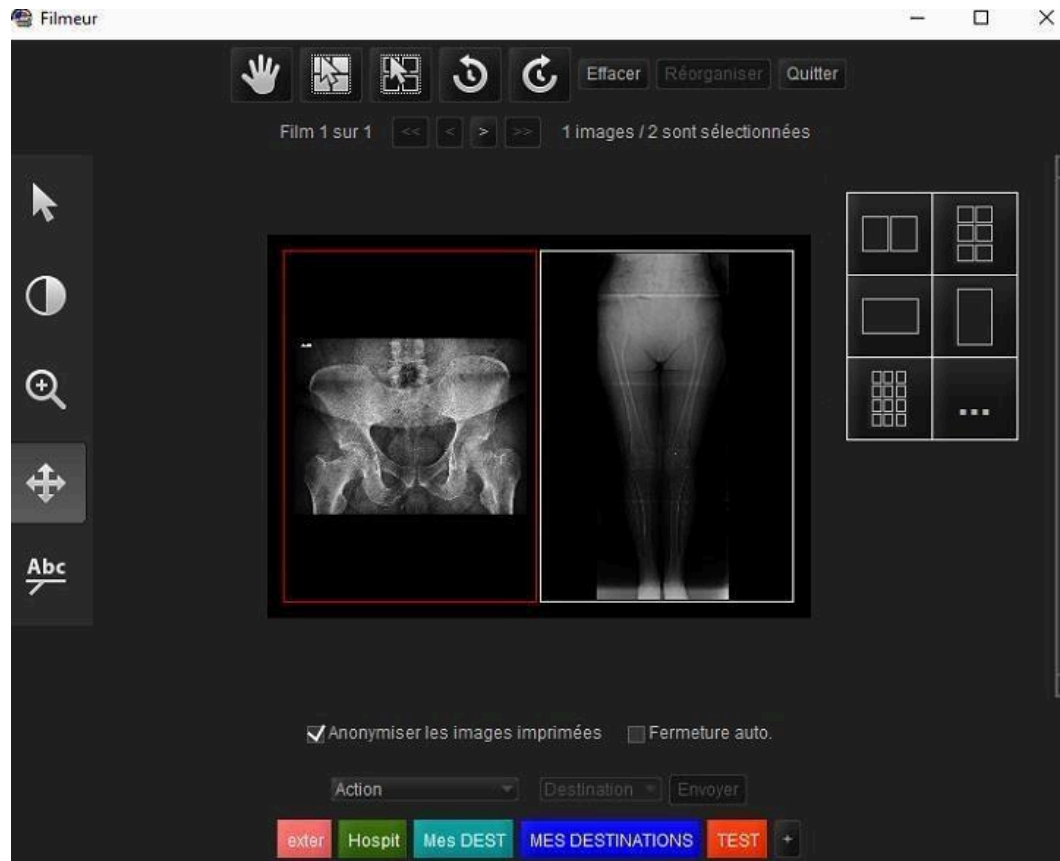 Filmeur
Effacer Réorganiser Quitter
Film 1 sur 1 << < > >> 1 images / 2 sont sélectionnées
Abc
...
Anonymiser les images imprimées Fermeture auto.
Action Destination Envoyer
exter Hospit Mes DEST MES DESTINATIONS TEST +